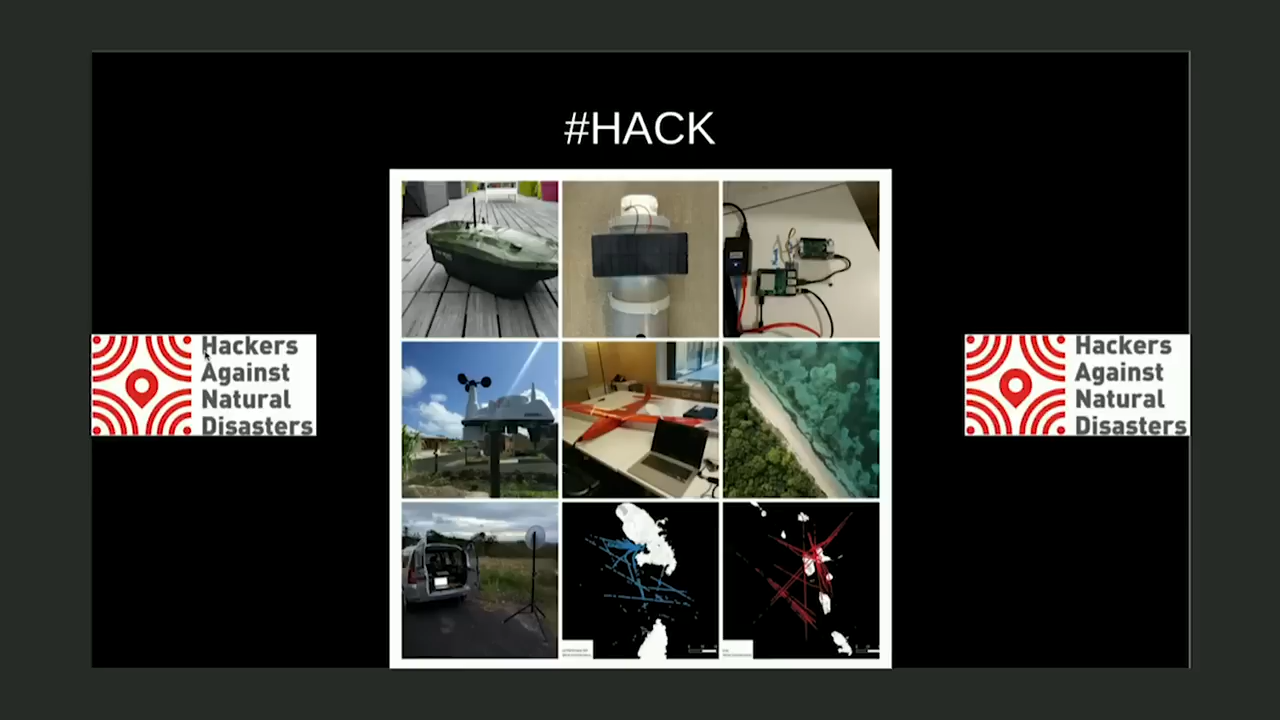 #HACK
Hackers
Against
Natural
Disasters
Hackers
Against
Natural
Disasters